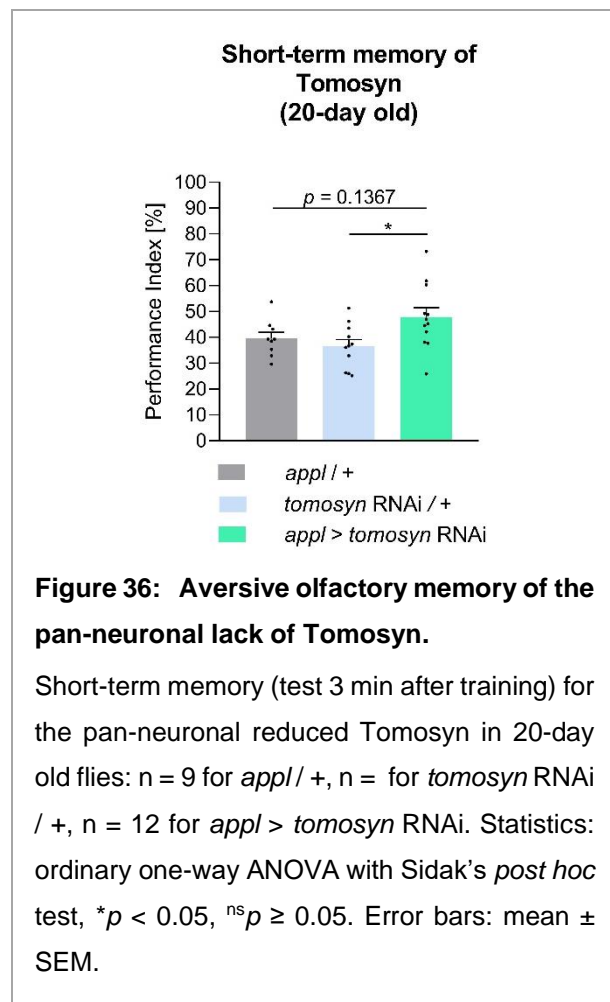 Short-term memory of
Tomosyn
(20-day old)
100
90
80
70
60
50
40
30
20
10
0
Performance Index [%]
p = 0.1367
*
appl / +
tomosyn RNAi / +
appl > tomosyn RNAi
Figure 36: Aversive olfactory memory of the
pan-neuronal lack of Tomosyn.
Short-term memory (test 3 min after training) for
the pan-neuronal reduced Tomosyn in 20-day
old flies: n = 9 for appl / +, n = for tomosyn RNAi
/ +, n = 12 for appl > tomosyn RNAi. Statistics:
ordinary one-way ANOVA with Sidak’s post hoc
test, *p < 0.05, nsp ≥ 0.05. Error bars: mean ±
SEM.